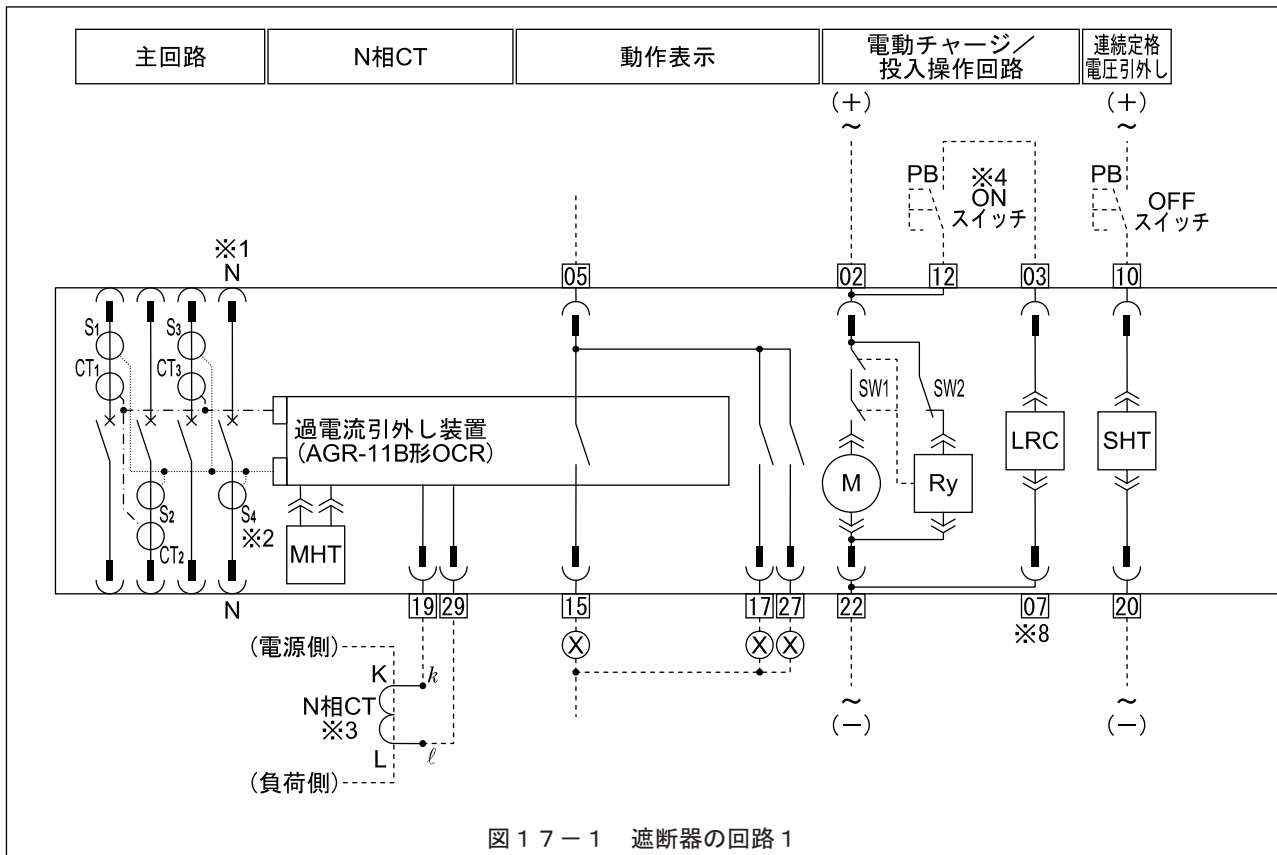 主回路
N相CT
動作表示
電動チャージ／
投入操作回路
連続定格
電圧引外し
(+)
~
(+)
~
PB
※4
ON
スイッチ
PB
OFF
スイッチ
※1
N
05
02
12
03
10
S1
S3
CT1
CT3
SW1
SW2
過電流引外し装置
(AGR-11B形OCR)
LRC
SHT
M
Ry
S2
S4
※2
CT2
MHT
N
19
29
15
17
27
22
07
20
※8
X
X
X
(電源側)
K
k
N相CT
※3
L
ℓ
(負荷側)
~
(−)
~
(−)
図１７－１　遮断器の回路１